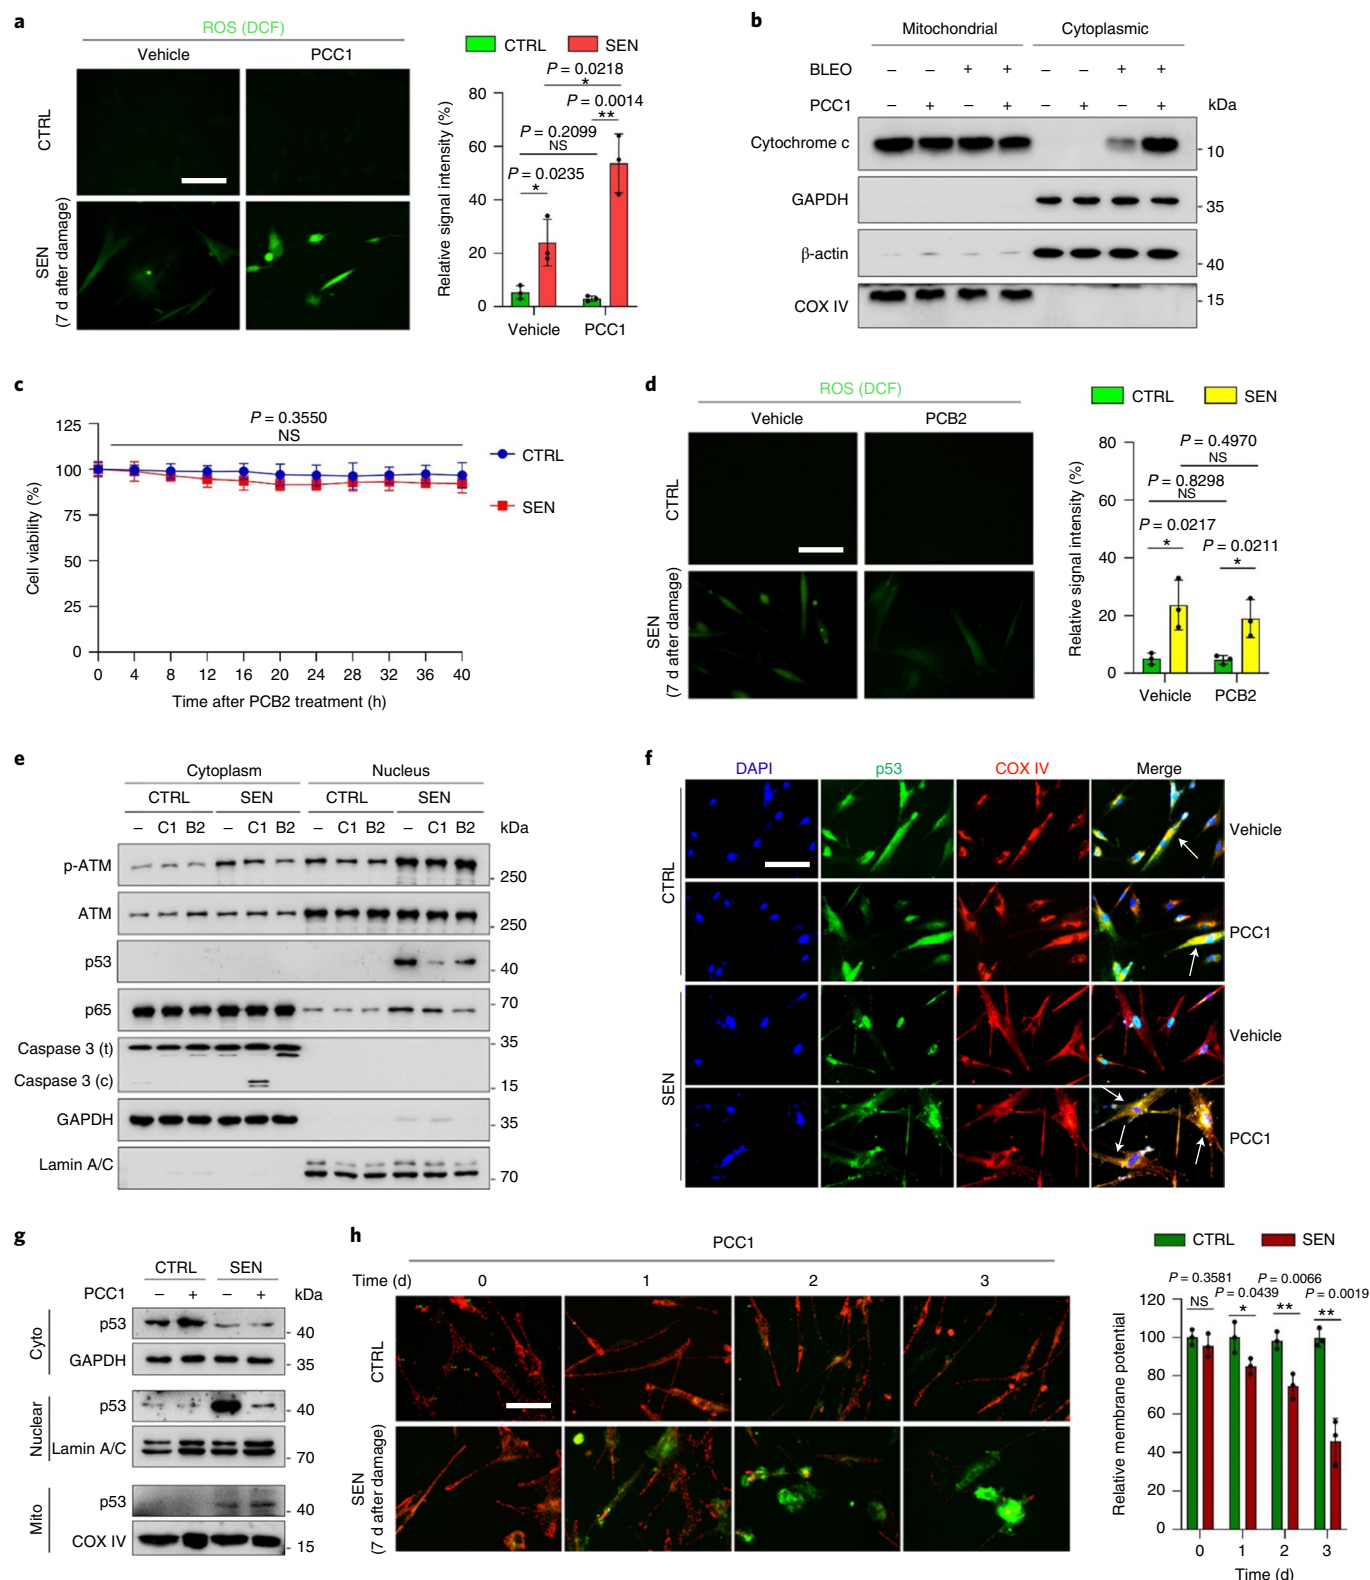 a
ROS (DCF)
Vehicle PCC1
CTRL
SEN
(7 d after damage)
CTRL SEN
P = 0.0218
*
P = 0.0014
**
P = 0.2099
NS
P = 0.0235
*
Relative signal intensity (%)
80
60
40
20
0
Vehicle PCC1
b
Mitochondrial Cytoplasmic
BLEO – – + + – – + +
PCC1 – + – + – + – + kDa
Cytochrome c 10
GAPDH 35
β-actin 40
COX IV 15
c
P = 0.3550
NS
Cell viability (%)
125
100
75
50
25
0
0 4 8 12 16 20 24 28 32 36 40
Time after PCB2 treatment (h)
CTRL
SEN
d
ROS (DCF)
Vehicle PCB2
CTRL
SEN
(7 d after damage)
CTRL SEN
P = 0.4970
NS
P = 0.8298
NS
P = 0.0217
*
P = 0.0211
*
Relative signal intensity (%)
80
60
40
20
0
Vehicle PCB2
e
Cytoplasm Nucleus
CTRL SEN CTRL SEN
– C1 B2 – C1 B2 – C1 B2 – C1 B2 kDa
p-ATM 250
ATM 250
p53 40
p65 70
Caspase 3 (t) 35
Caspase 3 (c) 15
GAPDH 35
Lamin A/C 70
f
DAPI p53 COX IV Merge
CTRL
Vehicle
PCC1
SEN
Vehicle
PCC1
g
CTRL SEN
PCC1 – + – + kDa
Cyto
p53 40
GAPDH 35
Nuclear
p53 40
Lamin A/C 70
Mito
p53 40
COX IV 15
h
PCC1
Time (d) 0 1 2 3
CTRL
SEN
(7 d after damage)
CTRL SEN
P = 0.3581 P = 0.0066
P = 0.0439 P = 0.0019
NS * ** **
Relative membrane potential
120
100
80
60
40
20
0
0 1 2 3
Time (d)